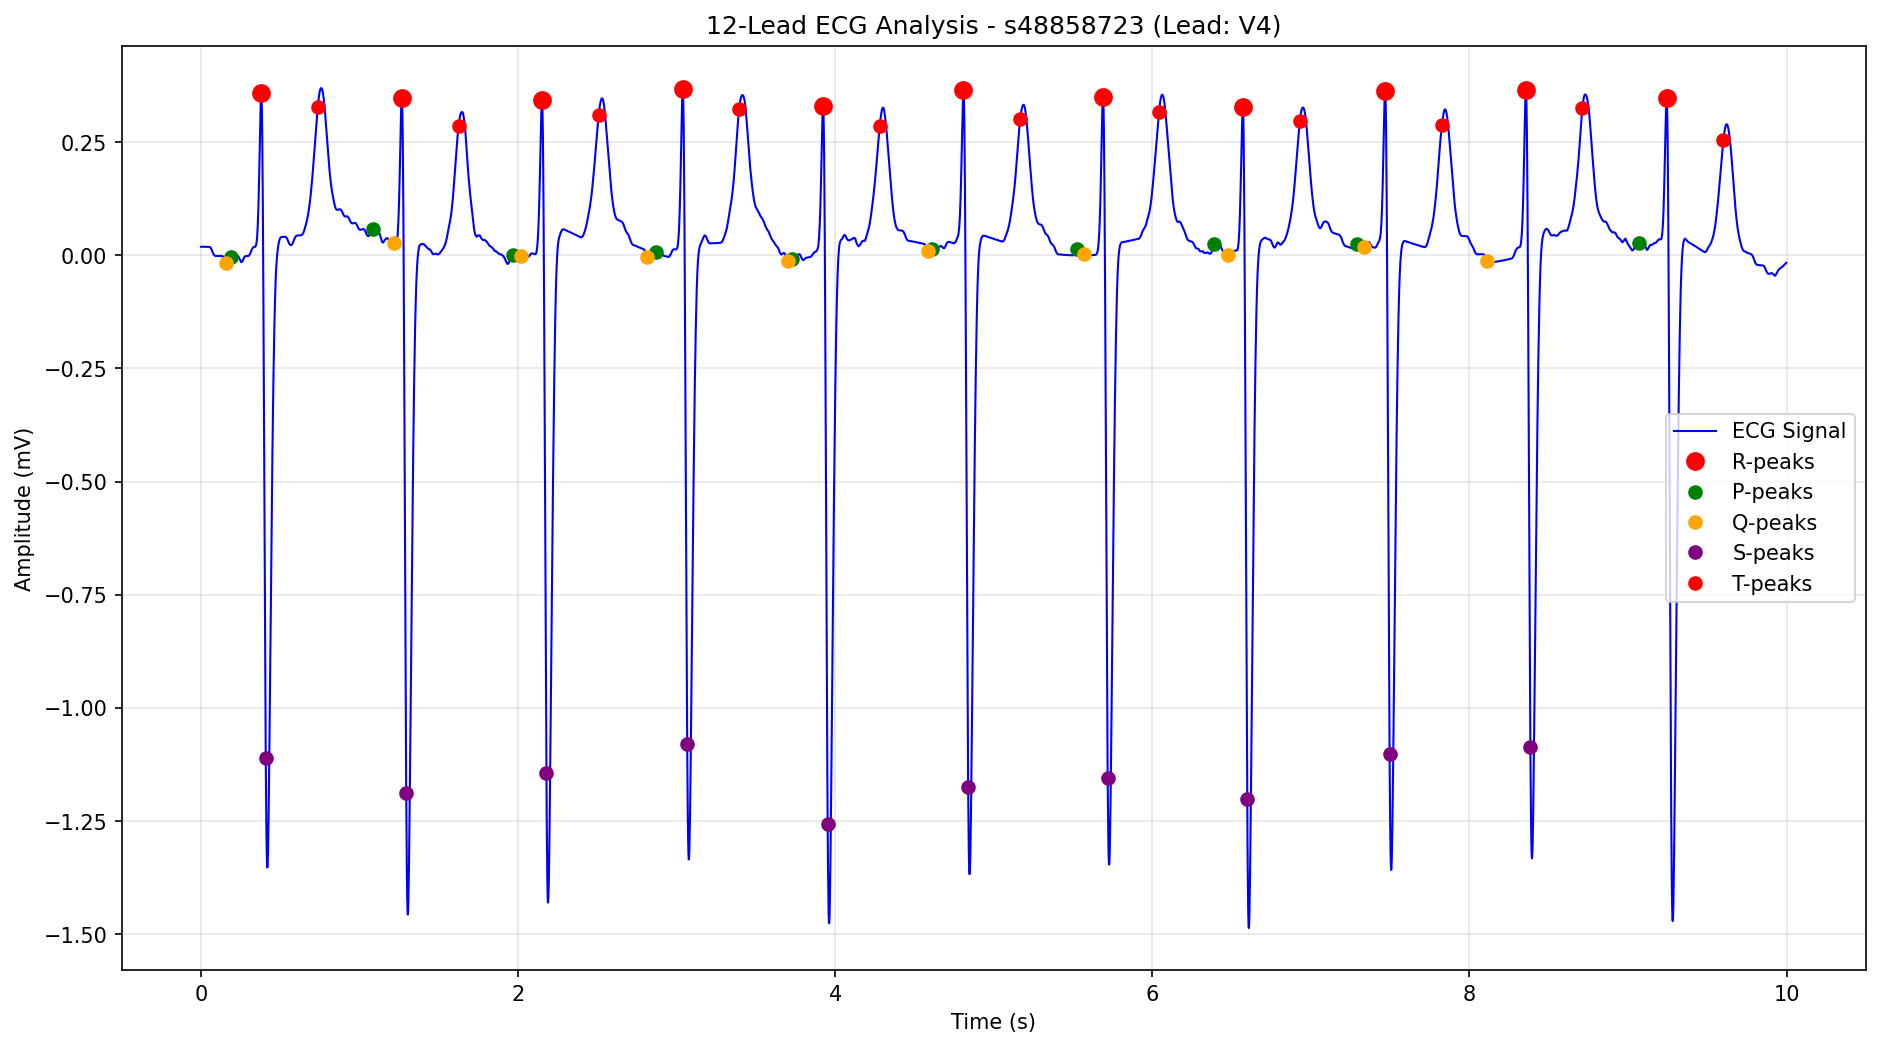 12-Lead ECG Analysis - s48858723 (Lead: V4)
Amplitude (mV)
0.25
0.00
−0.25
−0.50
−0.75
−1.00
−1.25
−1.50
ECG Signal
R-peaks
P-peaks
Q-peaks
S-peaks
T-peaks
0 2 4 6 8 10
Time (s)